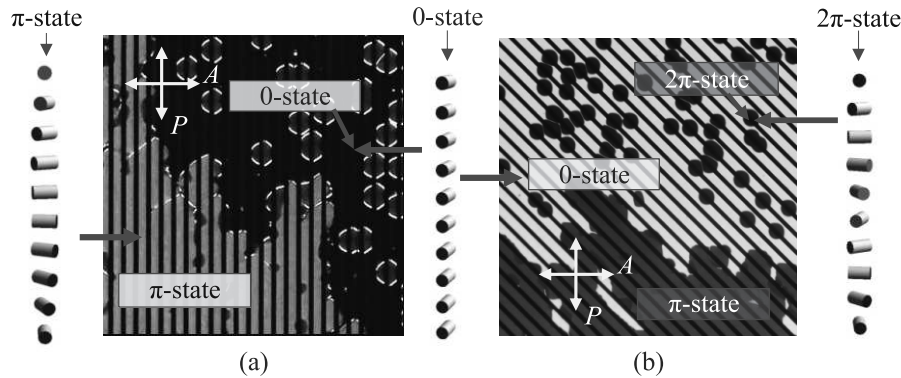 π-state
0-state
2π-state
A
P
0-state
π-state
2π-state
0-state
A
P
π-state
(a)
(b)